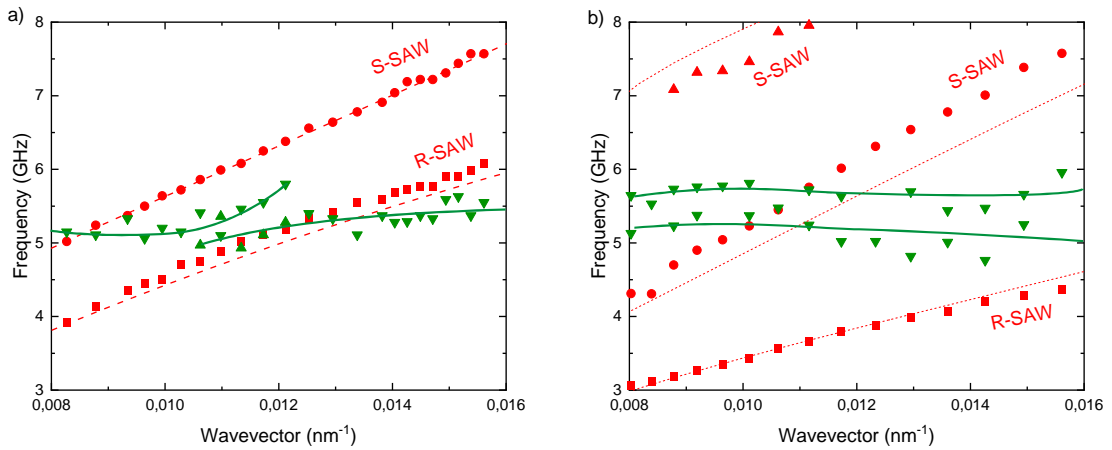 a)
8
7
6
5
4
3
Frequency (GHz)
S-SAW
R-SAW
0,008
0,010
0,012
0,014
0,016
Wavevector (nm⁻¹)
b)
8
7
6
5
4
3
Frequency (GHz)
S-SAW
S-SAW
R-SAW
0,008
0,010
0,012
0,014
0,016
Wavevector (nm⁻¹)